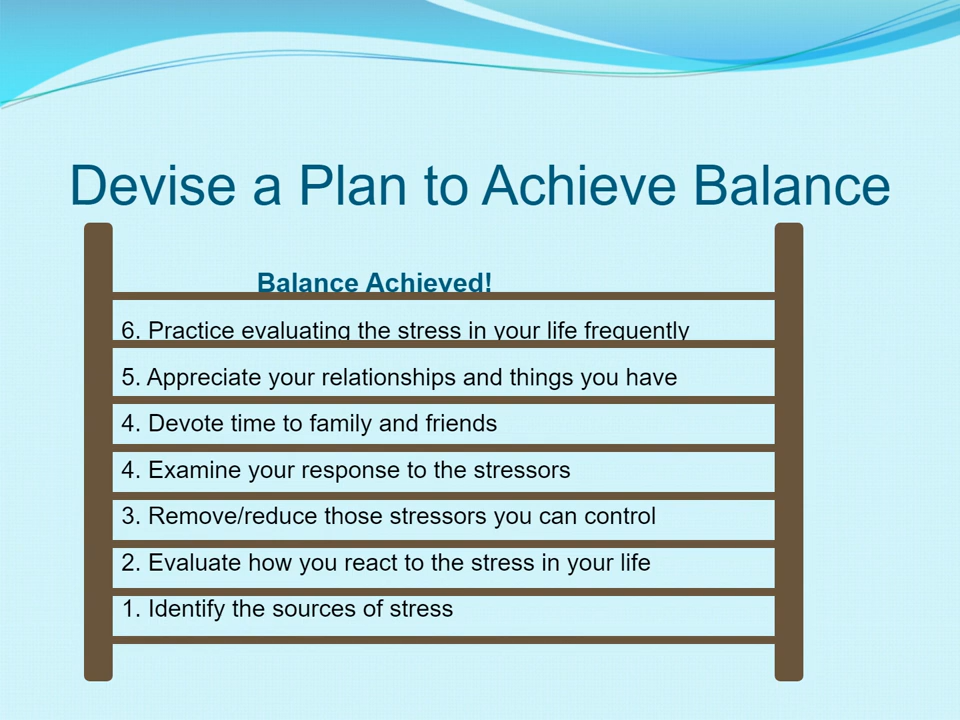 Devise a Plan to Achieve Balance
Balance Achieved!
6. Practice evaluating the stress in your life frequently
5. Appreciate your relationships and things you have
4. Devote time to family and friends
4. Examine your response to the stressors
3. Remove/reduce those stressors you can control
2. Evaluate how you react to the stress in your life
1. Identify the sources of stress